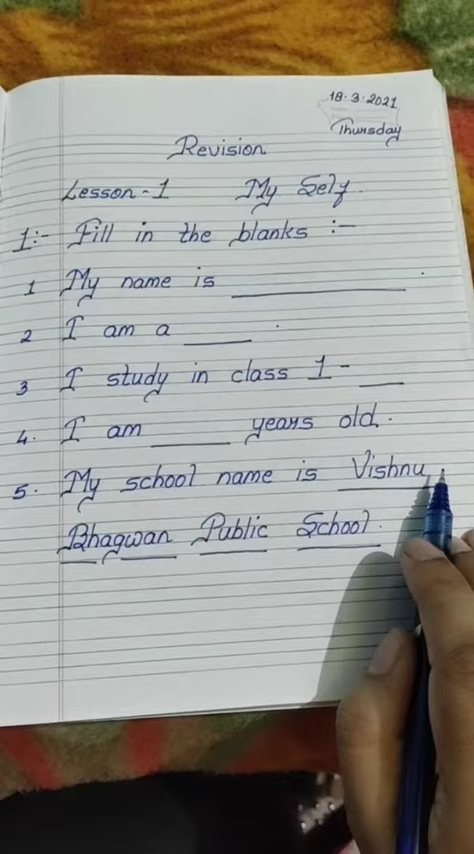 18.3.2021
Thursday
Revision
Lesson-1 My Self.
1:- Fill in the blanks :-
1 My name is ___________ .
2 I am a _____ .
3 I study in class 1- ___
4. I am _____ years old.
5. My school name is Vishnu
Bhagwan Public School.